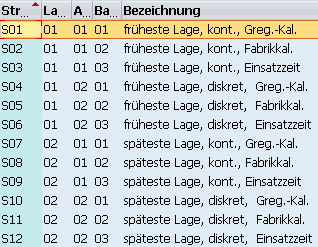 Str... La... A... Ba... Bezeichnung
S01 01 01 01 früheste Lage, kont., Greg.-Kal.
S02 01 01 02 früheste Lage, kont., Fabrikkal.
S03 01 01 03 früheste Lage, kont., Einsatzzeit
S04 01 02 01 früheste Lage, diskret, Greg.-Kal.
S05 01 02 02 früheste Lage, diskret, Fabrikkal.
S06 01 02 03 früheste Lage, diskret, Einsatzzeit
S07 02 01 01 späteste Lage, kont., Greg.-Kal.
S08 02 01 02 späteste Lage, kont., Fabrikkal.
S09 02 01 03 späteste Lage, kont., Einsatzzeit
S10 02 02 01 späteste Lage, diskret, Greg.-Kal.
S11 02 02 02 späteste Lage, diskret, Fabrikkal.
S12 02 02 03 späteste Lage, diskret, Einsatzzeit